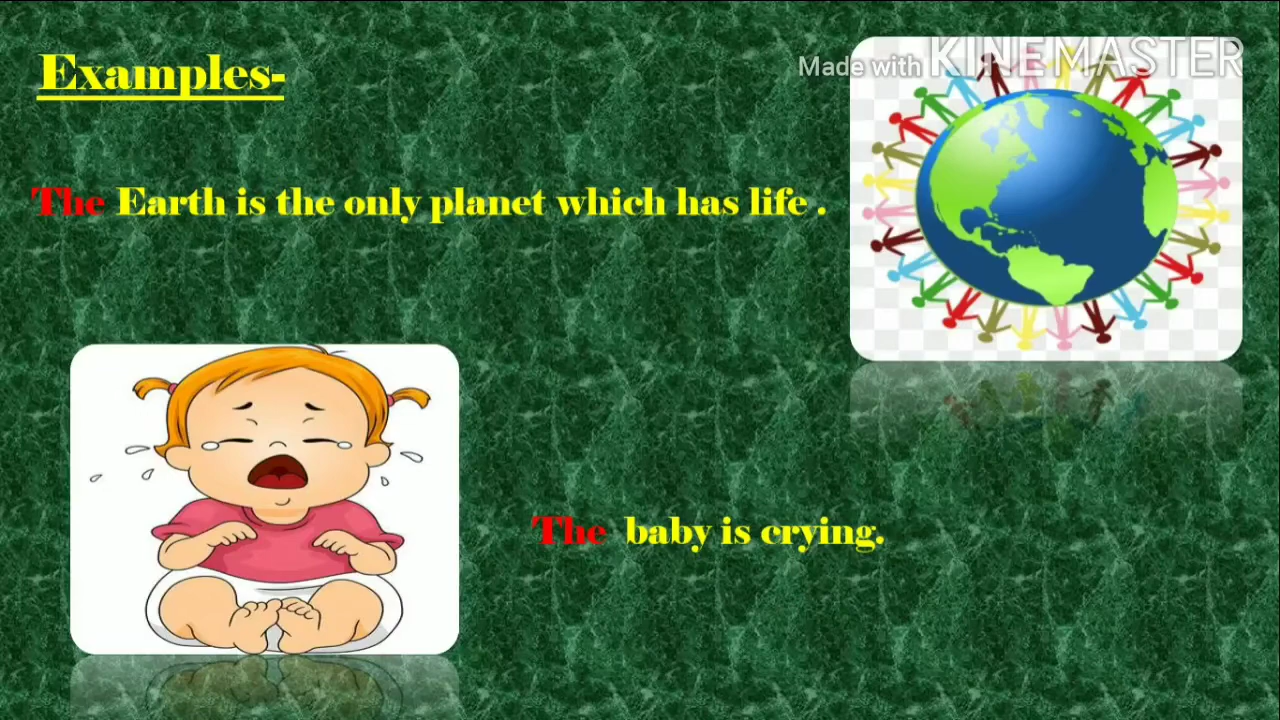 Examples-
Made with KINEMASTER
The Earth is the only planet which has life .
The baby is crying.